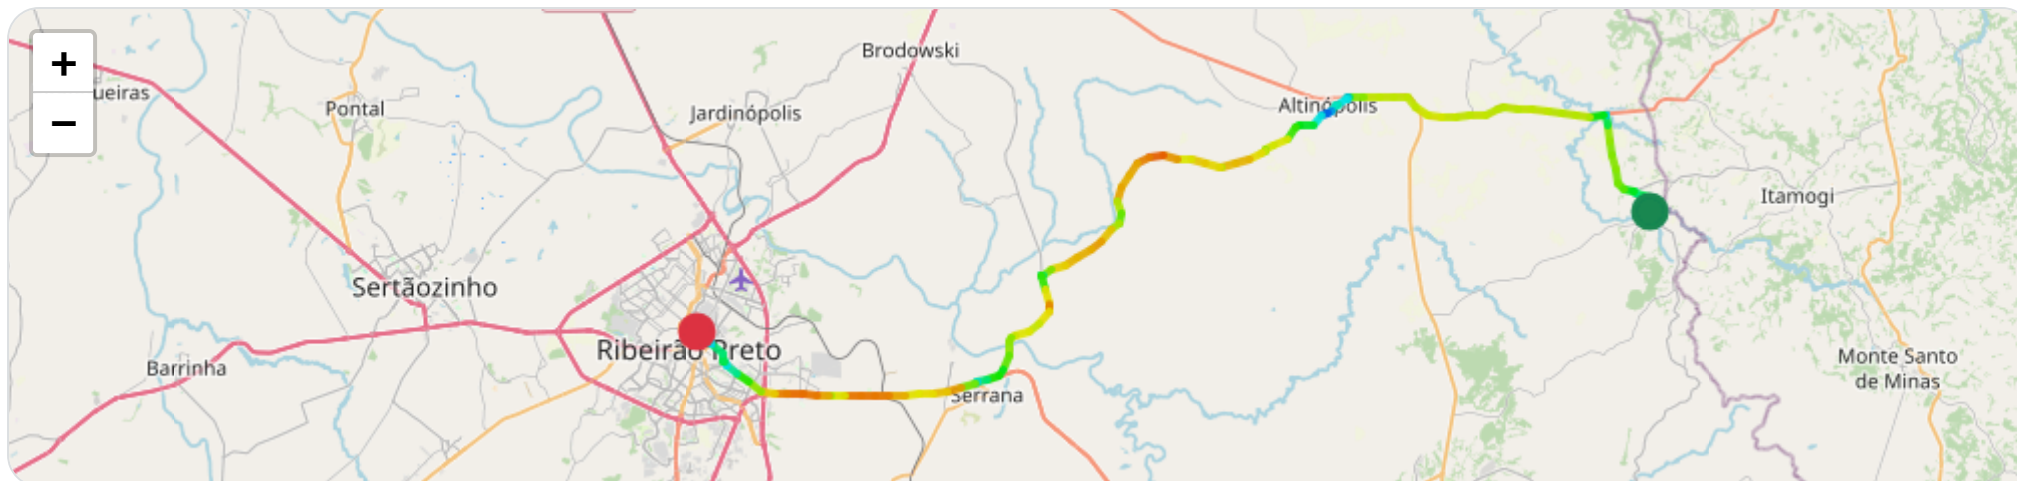 +
Brodowski
ueiras
Pontal
Jardinópolis
Altinópolis
−
Itamogi
Sertãozinho
Ribeirão Preto
Barrinha
Monte Santo
de Minas
Serrana